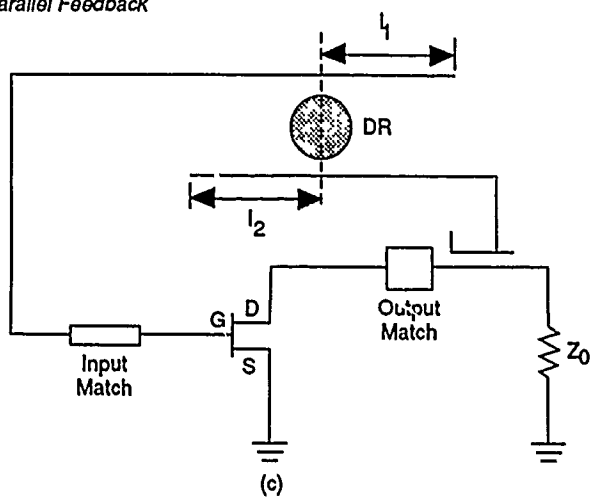 arallel Feedback
l1
DR
l2
D
G
Output
Match
S
Input
Match
Z0
(c)